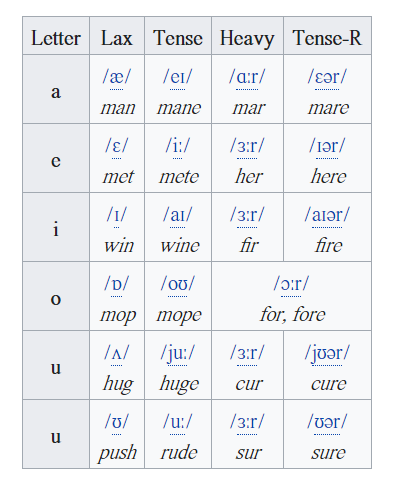 Letter Lax Tense Heavy Tense-R
a /æ/ /eɪ/ /ɑːr/ /ɛər/
man mane mar mare
e /ɛ/ /iː/ /ɜːr/ /ɪər/
met mete her here
i /ɪ/ /aɪ/ /ɜːr/ /aɪər/
win wine fir fire
o /ɒ/ /oʊ/ /ɔːr/
mop mope for, fore
u /ʌ/ /juː/ /ɜːr/ /jʊər/
hug huge cur cure
u /ʊ/ /uː/ /ɜːr/ /ʊər/
push rude sur sure